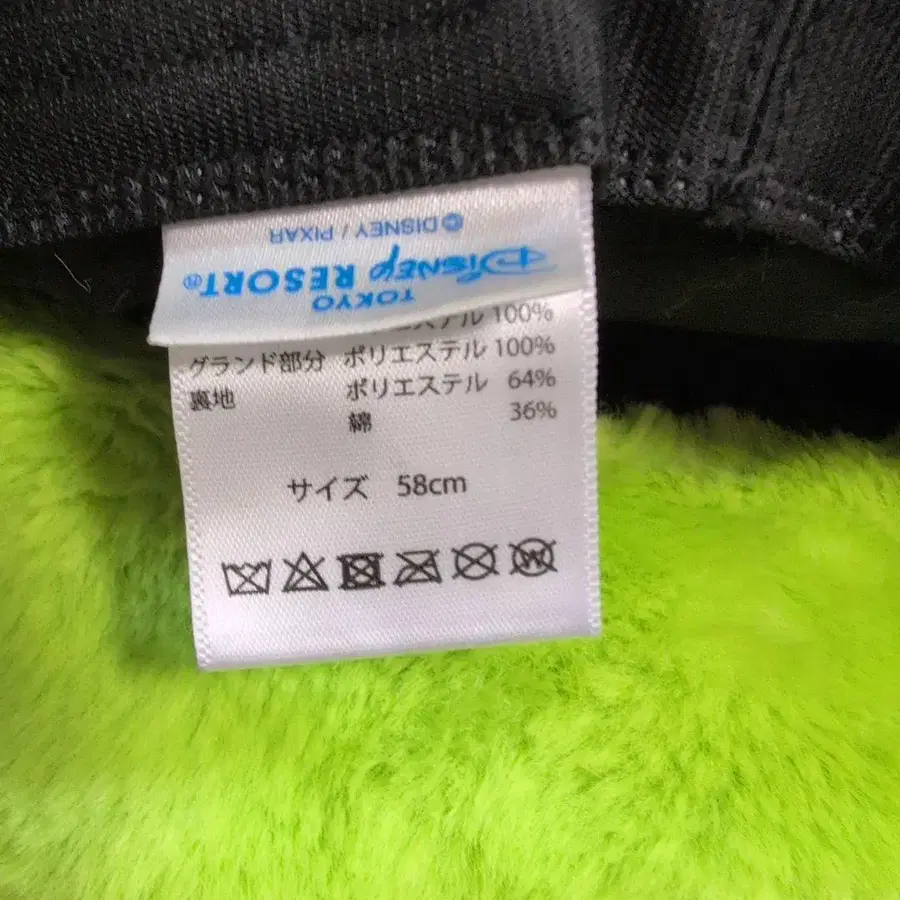 © DISNEY / PIXAR
Disney RESORT®
TOKYO
エステル 100%
グランド部分 ポリエステル 100%
裏地 ポリエステル 64%
綿 36%
サイズ 58cm
W